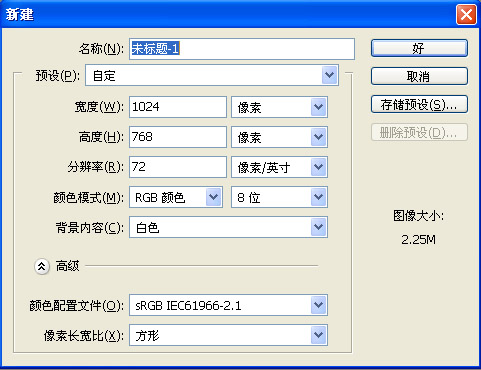 新建
名称(N): 未标题-1
好
预设(P): 自定
取消
宽度(W): 1024 像素
存储预设(S)...
高度(H): 768 像素
删除预设(D)...
分辨率(R): 72 像素/英寸
颜色模式(M): RGB 颜色 8 位
图像大小:
背景内容(C): 白色
2.25M
高级
颜色配置文件(O): sRGB IEC61966-2.1
像素长宽比(X): 方形